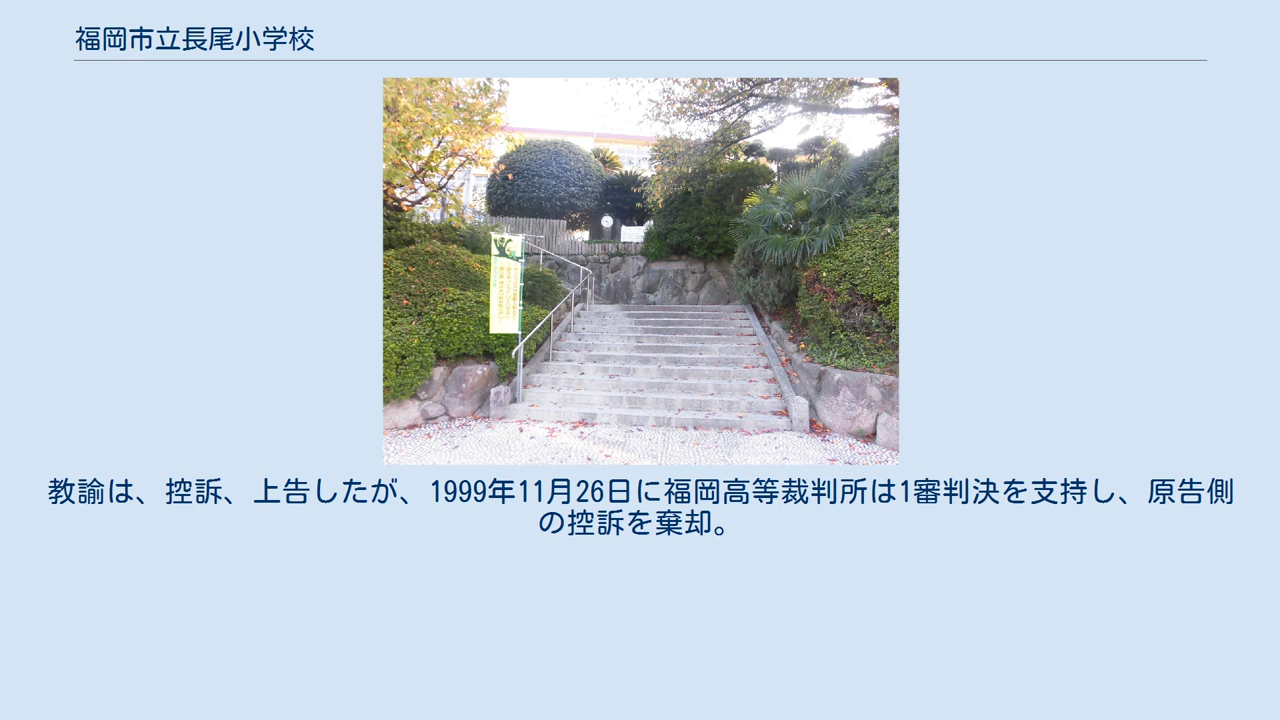 福岡市立長尾小学校
教諭は、控訴、上告したが、1999年11月26日に福岡高等裁判所は1審判決を支持し、原告側
の控訴を棄却。